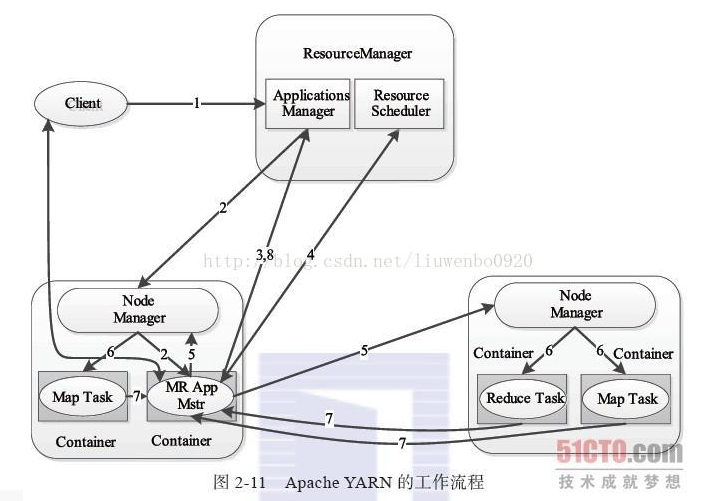 ResourceManager
Client
1
Applications
Manager
Resource
Scheduler
2
3,8
4
http://blog.csdn.net/liuwenbo0920
Node
Manager
6
2
5
Map Task
7
MR App
Mstr
Container
Container
5
Node
Manager
Container
6
6
Container
Reduce Task
Map Task
7
7
51CTO.com
技术成就梦想
图 2-11 Apache YARN 的工作流程